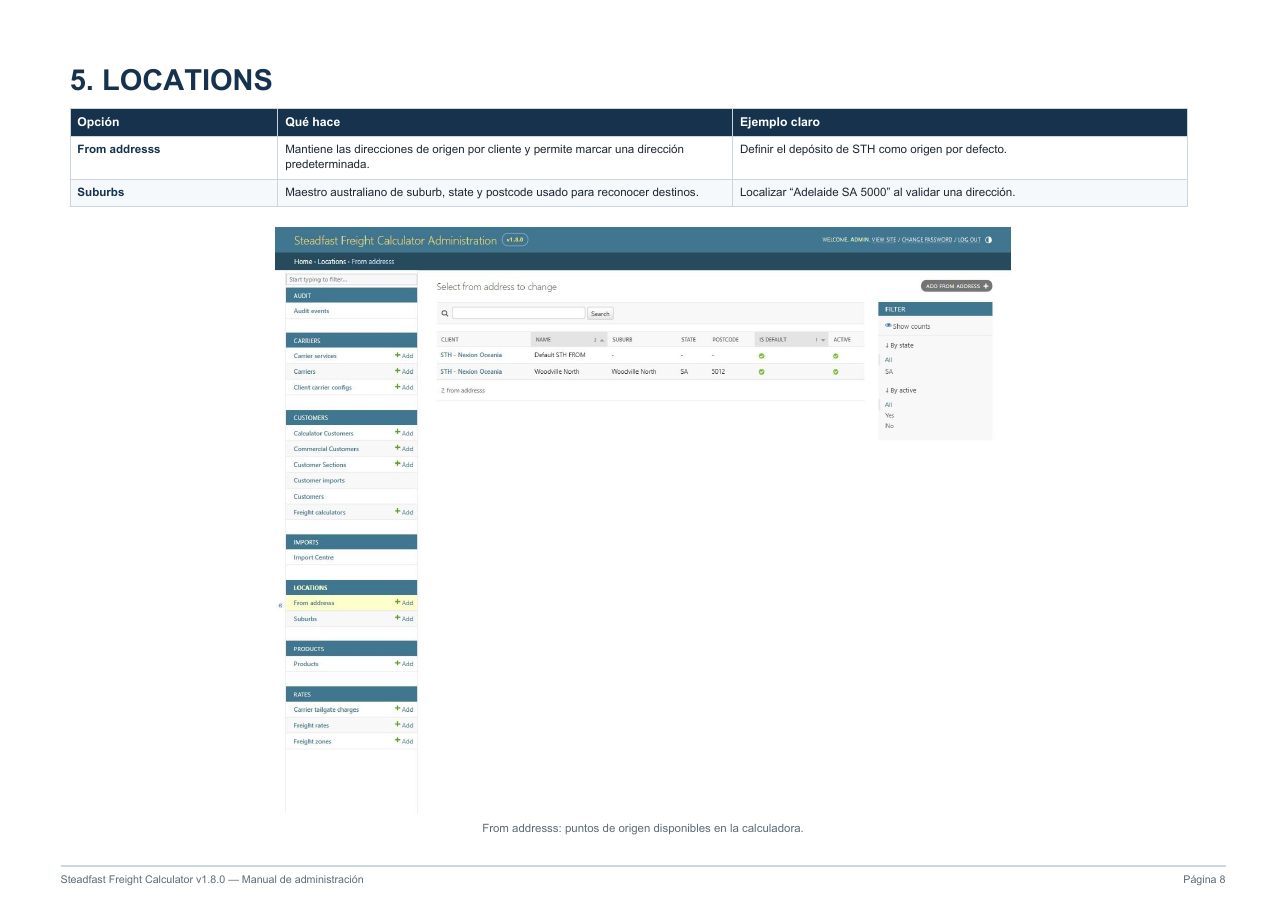 5. LOCATIONS
Opción Qué hace Ejemplo claro
From addresss Mantiene las direcciones de origen por cliente y permite marcar una dirección predeterminada. Definir el depósito de STH como origen por defecto.
Suburbs Maestro australiano de suburb, state y postcode usado para reconocer destinos. Localizar “Adelaide SA 5000” al validar una dirección.
Steadfast Freight Calculator Administration v1.8.0 WELCOME, ADMIN. VIEW SITE / CHANGE PASSWORD / LOG OUT
Home › Locations › From addresss
Start typing to filter...
AUDIT
Audit events
CARRIERS
Carrier services + Add
Carriers + Add
Client carrier configs + Add
CUSTOMERS
Calculator Customers + Add
Commercial Customers + Add
Customer Sections + Add
Customer imports
Customers
Freight calculators + Add
IMPORTS
Import Centre
LOCATIONS
From addresss + Add
Suburbs + Add
PRODUCTS
Products + Add
RATES
Carrier tailgate charges + Add
Freight rates + Add
Freight zones + Add
«
Select from address to change
ADD FROM ADDRESS +
Search
CLIENT NAME 2 SUBURB STATE POSTCODE IS DEFAULT 1 ACTIVE
STH - Nexion Oceania Default STH FROM - - -
STH - Nexion Oceania Woodville North Woodville North SA 5012
2 from addresss
FILTER
Show counts
↓ By state
All
SA
↓ By active
All
Yes
No
From addresss: puntos de origen disponibles en la calculadora.
Steadfast Freight Calculator v1.8.0 — Manual de administración Página 8